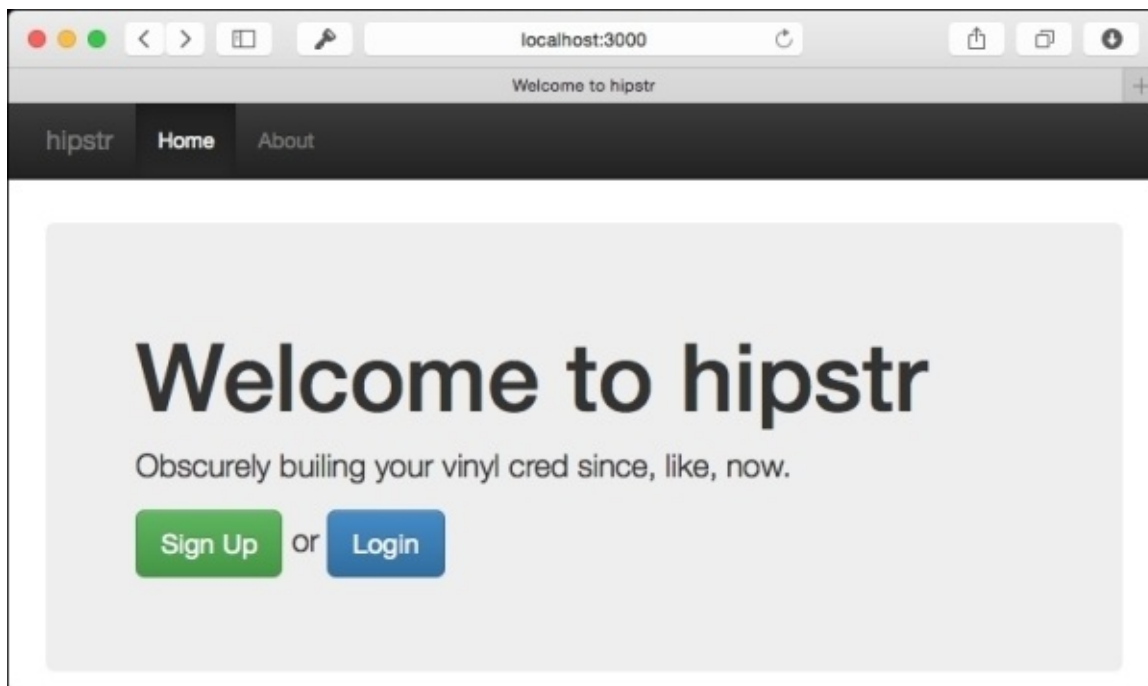 localhost:3000
Welcome to hipstr
hipstr Home About
Welcome to hipstr
Obscurely builing your vinyl cred since, like, now.
Sign Up or Login